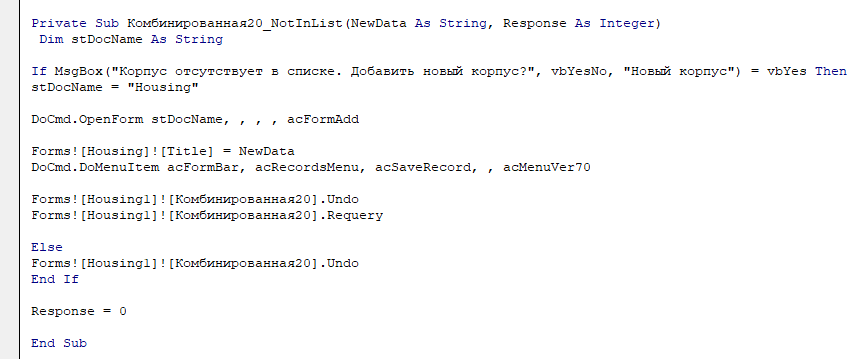 Private Sub Комбинированная20_NotInList(NewData As String, Response As Integer)
Dim stDocName As String
If MsgBox("Корпус отсутствует в списке. Добавить новый корпус?", vbYesNo, "Новый корпус") = vbYes Then
stDocName = "Housing"
DoCmd.OpenForm stDocName, , , , acFormAdd
Forms![Housing]![Title] = NewData
DoCmd.DoMenuItem acFormBar, acRecordsMenu, acSaveRecord, , acMenuVer70
Forms![Housing1]![Комбинированная20].Undo
Forms![Housing1]![Комбинированная20].Requery
Else
Forms![Housing1]![Комбинированная20].Undo
End If
Response = 0
End Sub